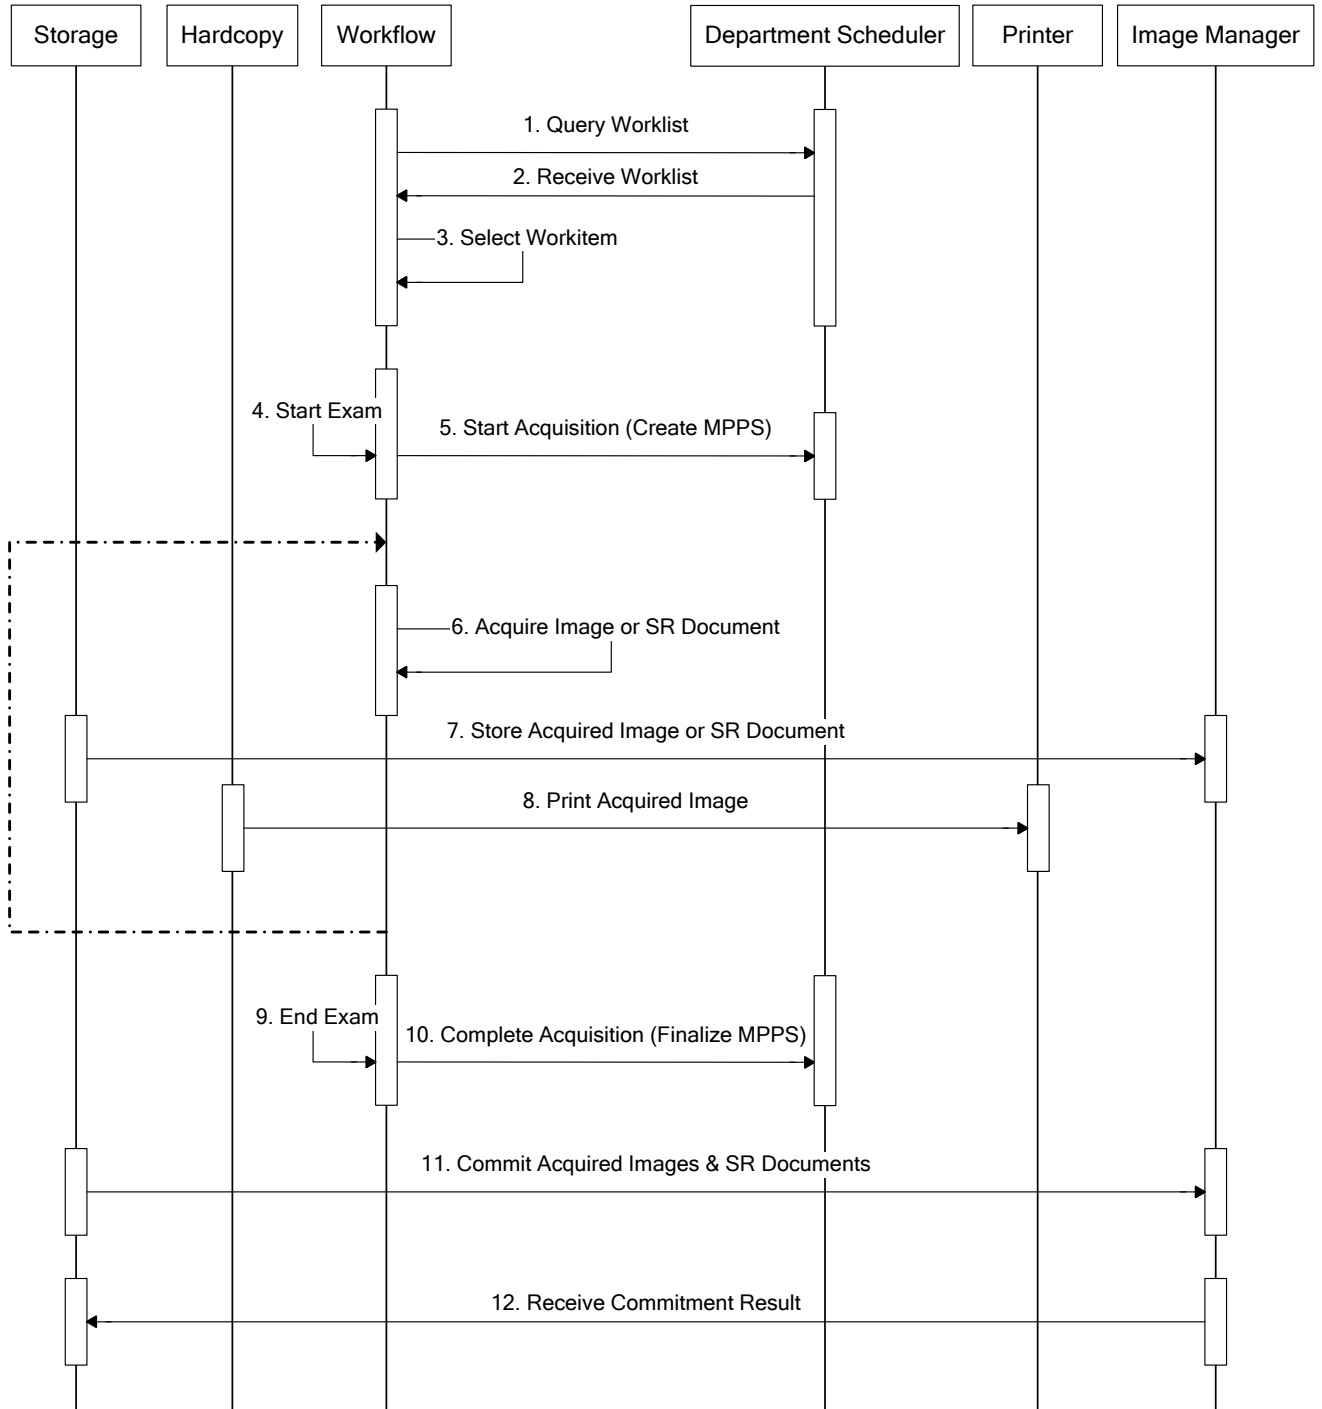 Storage
Hardcopy
Workflow
Department Scheduler
Printer
Image Manager
1. Query Worklist
2. Receive Worklist
3. Select Workitem
4. Start Exam
5. Start Acquisition (Create MPPS)
6. Acquire Image or SR Document
7. Store Acquired Image or SR Document
8. Print Acquired Image
9. End Exam
10. Complete Acquisition (Finalize MPPS)
11. Commit Acquired Images & SR Documents
12. Receive Commitment Result